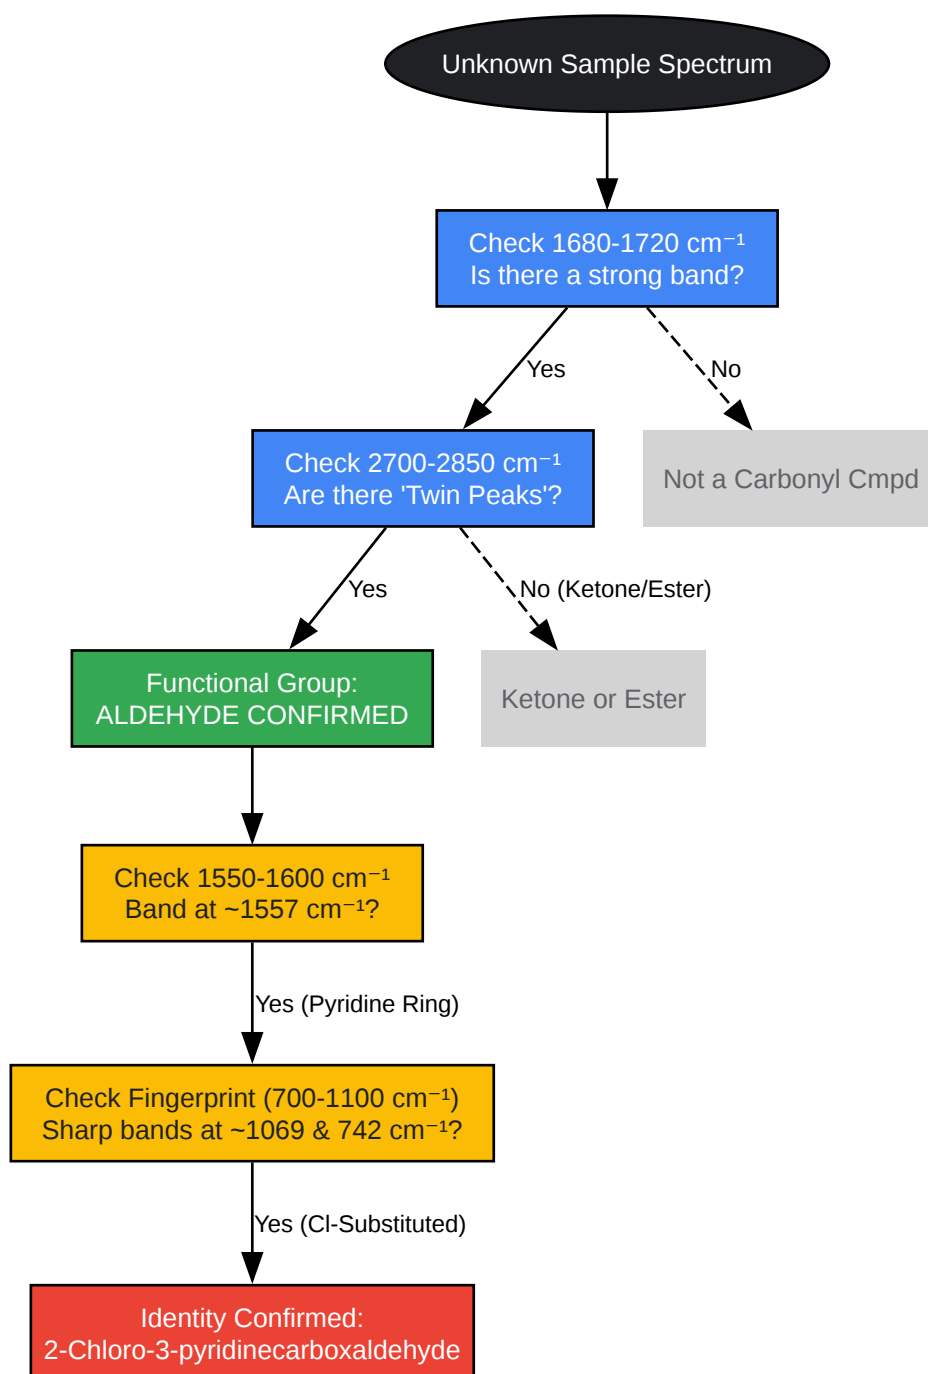 Unknown Sample Spectrum
Check 1680-1720 cm⁻¹
Is there a strong band?
Yes
No
Check 2700-2850 cm⁻¹
Are there 'Twin Peaks'?
Not a Carbonyl Cmpd
Yes
No (Ketone/Ester)
Functional Group:
ALDEHYDE CONFIRMED
Ketone or Ester
Check 1550-1600 cm⁻¹
Band at ~1557 cm⁻¹?
Yes (Pyridine Ring)
Check Fingerprint (700-1100 cm⁻¹)
Sharp bands at ~1069 & 742 cm⁻¹?
Yes (Cl-Substituted)
Identity Confirmed:
2-Chloro-3-pyridinecarboxaldehyde